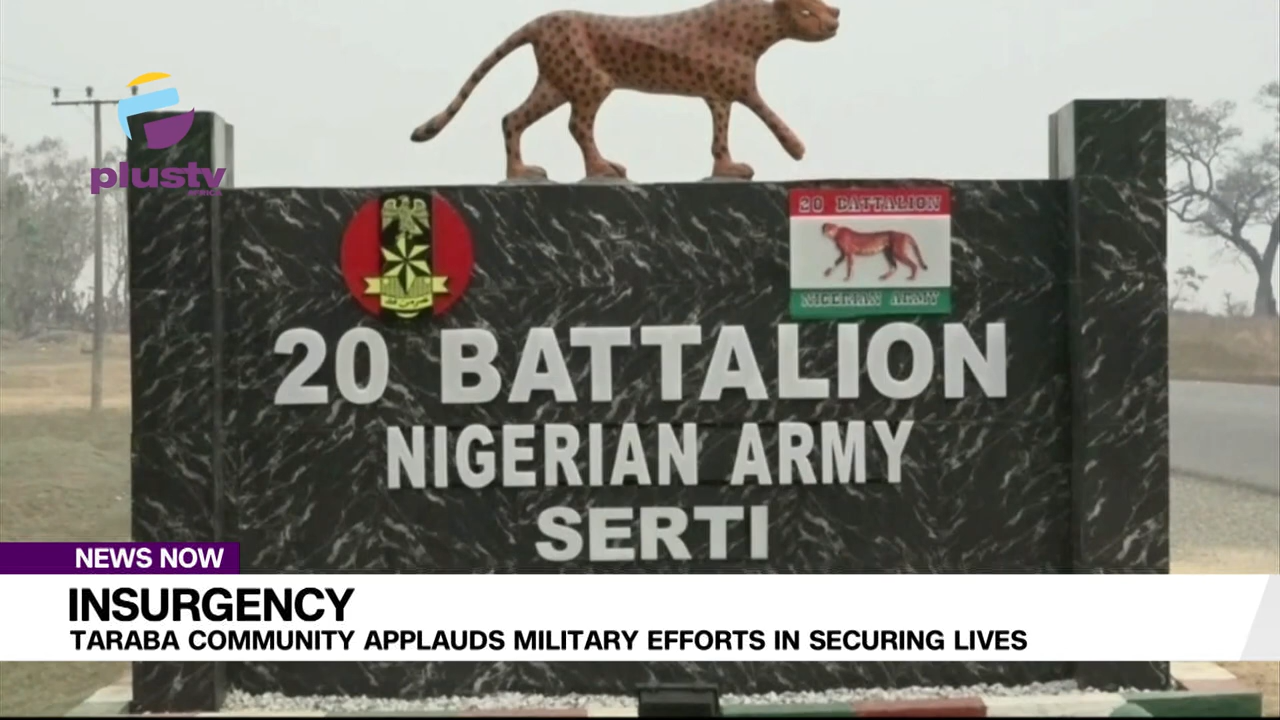 plustv
AFRICA
20 BATTALION
NIGERIAN ARMY
20 BATTALION
NIGERIAN ARMY
SERTI
NEWS NOW
INSURGENCY
TARABA COMMUNITY APPLAUDS MILITARY EFFORTS IN SECURING LIVES